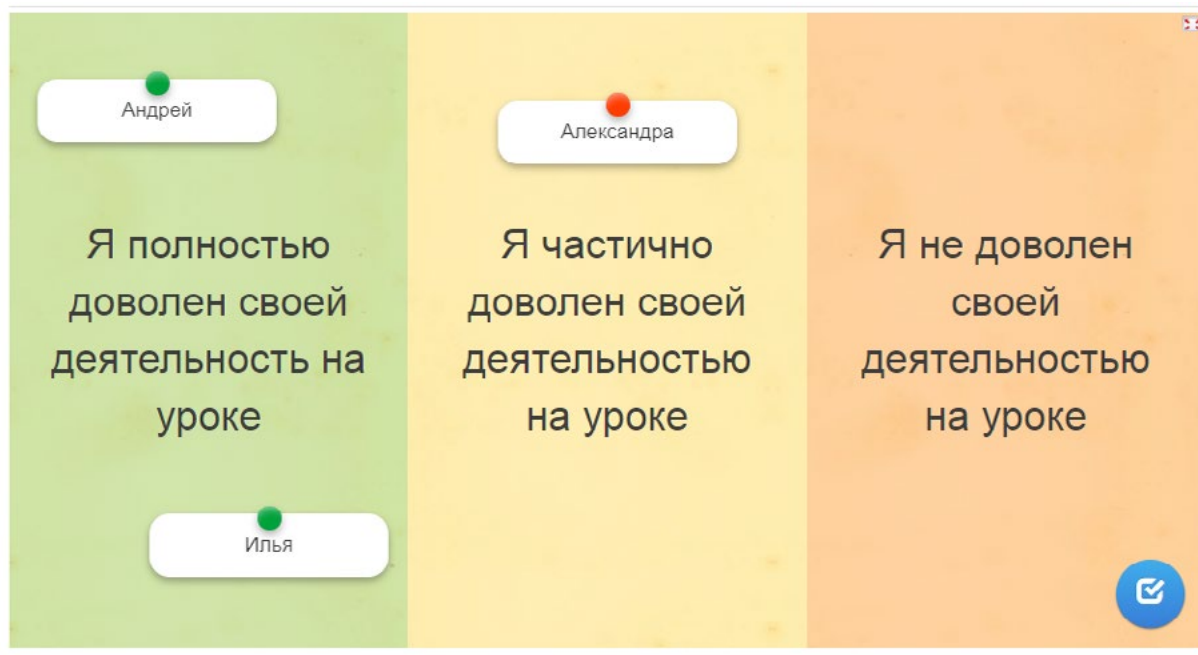 Андрей
Я полностью
доволен своей
деятельность на
уроке
Илья
Александра
Я частично
доволен своей
деятельностью
на уроке
Я не доволен
своей
деятельностью
на уроке